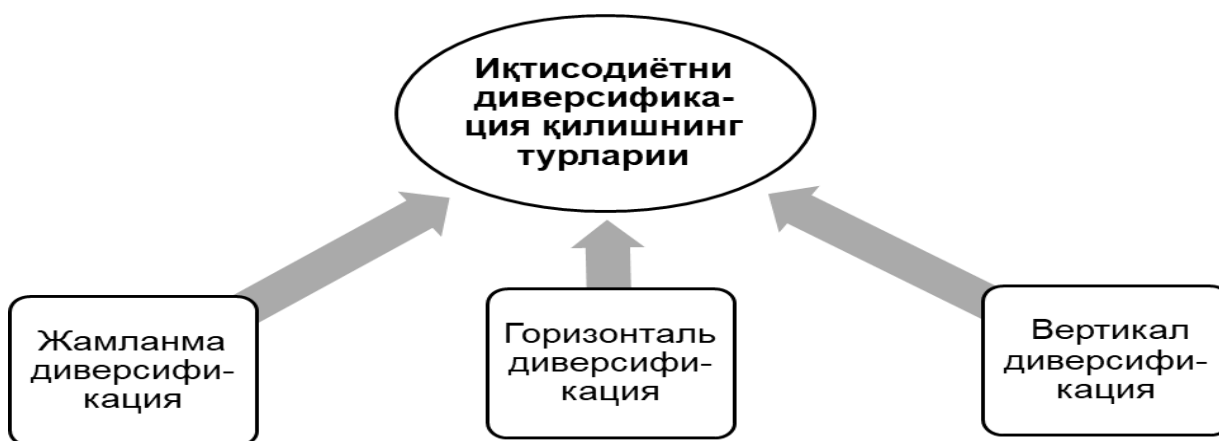 Иқтисодиётни
диверсифика-
ция қилишнинг
турларии
Жамланма
диверсифи-
кация
Горизонталь
диверсифи-
кация
Вертикал
диверсифи-
кация